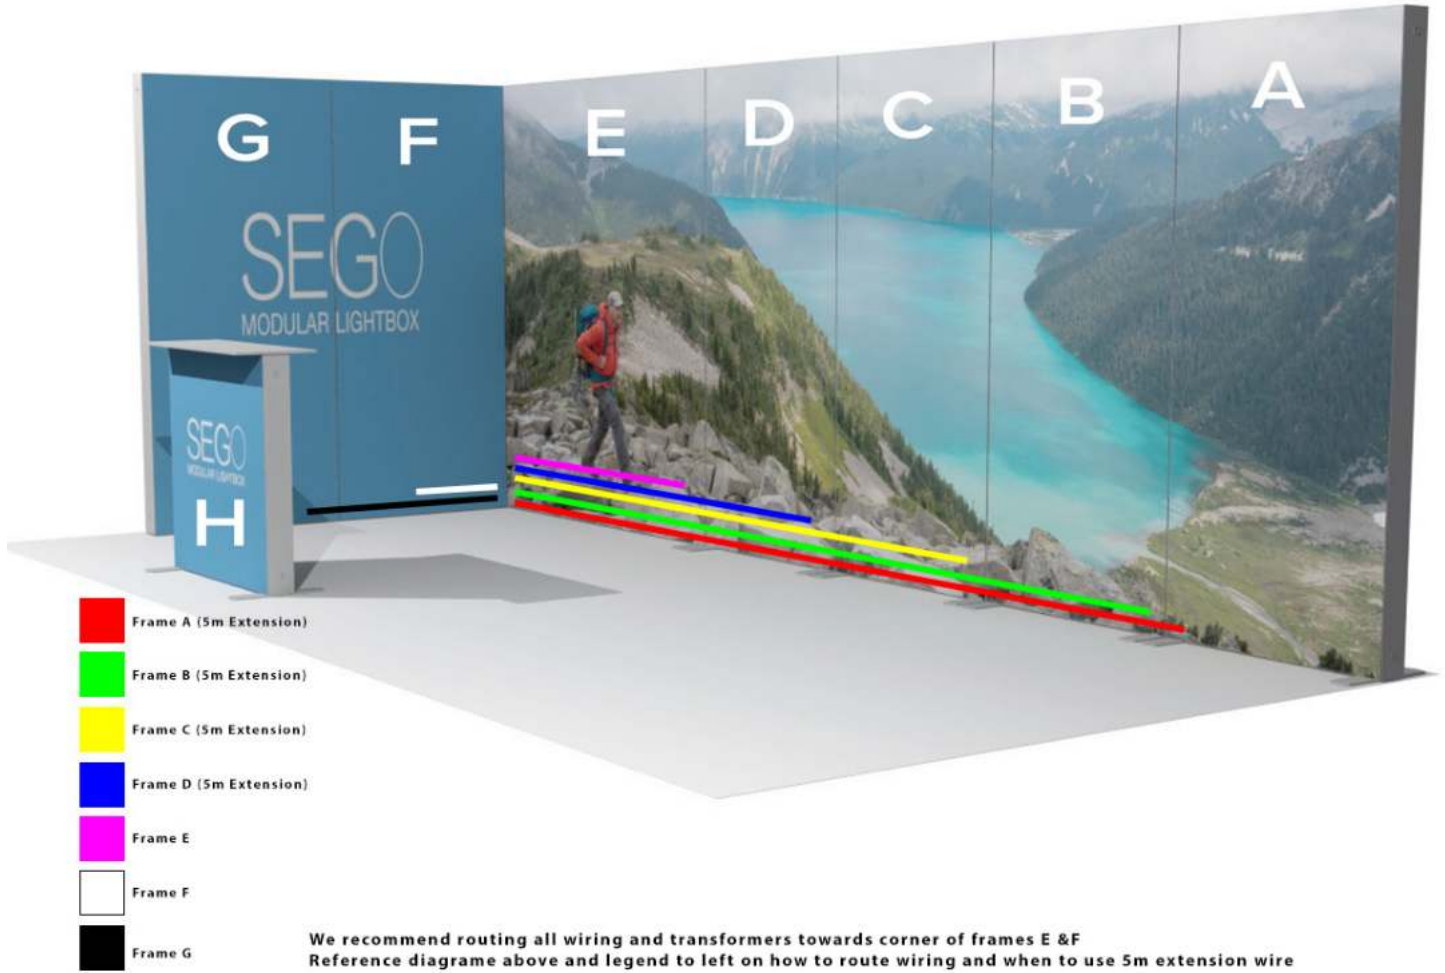 A
B
C
D
E
F
G
SEGO
MODULAR LIGHTBOX
SEGO
MODULAR LIGHTBOX
H
Frame A (5m Extension)
Frame B (5m Extension)
Frame C (5m Extension)
Frame D (5m Extension)
Frame E
Frame F
Frame G
We recommend routing all wiring and transformers towards corner of frames E &F
Reference diagrame above and legend to left on how to route wiring and when to use 5m extension wire